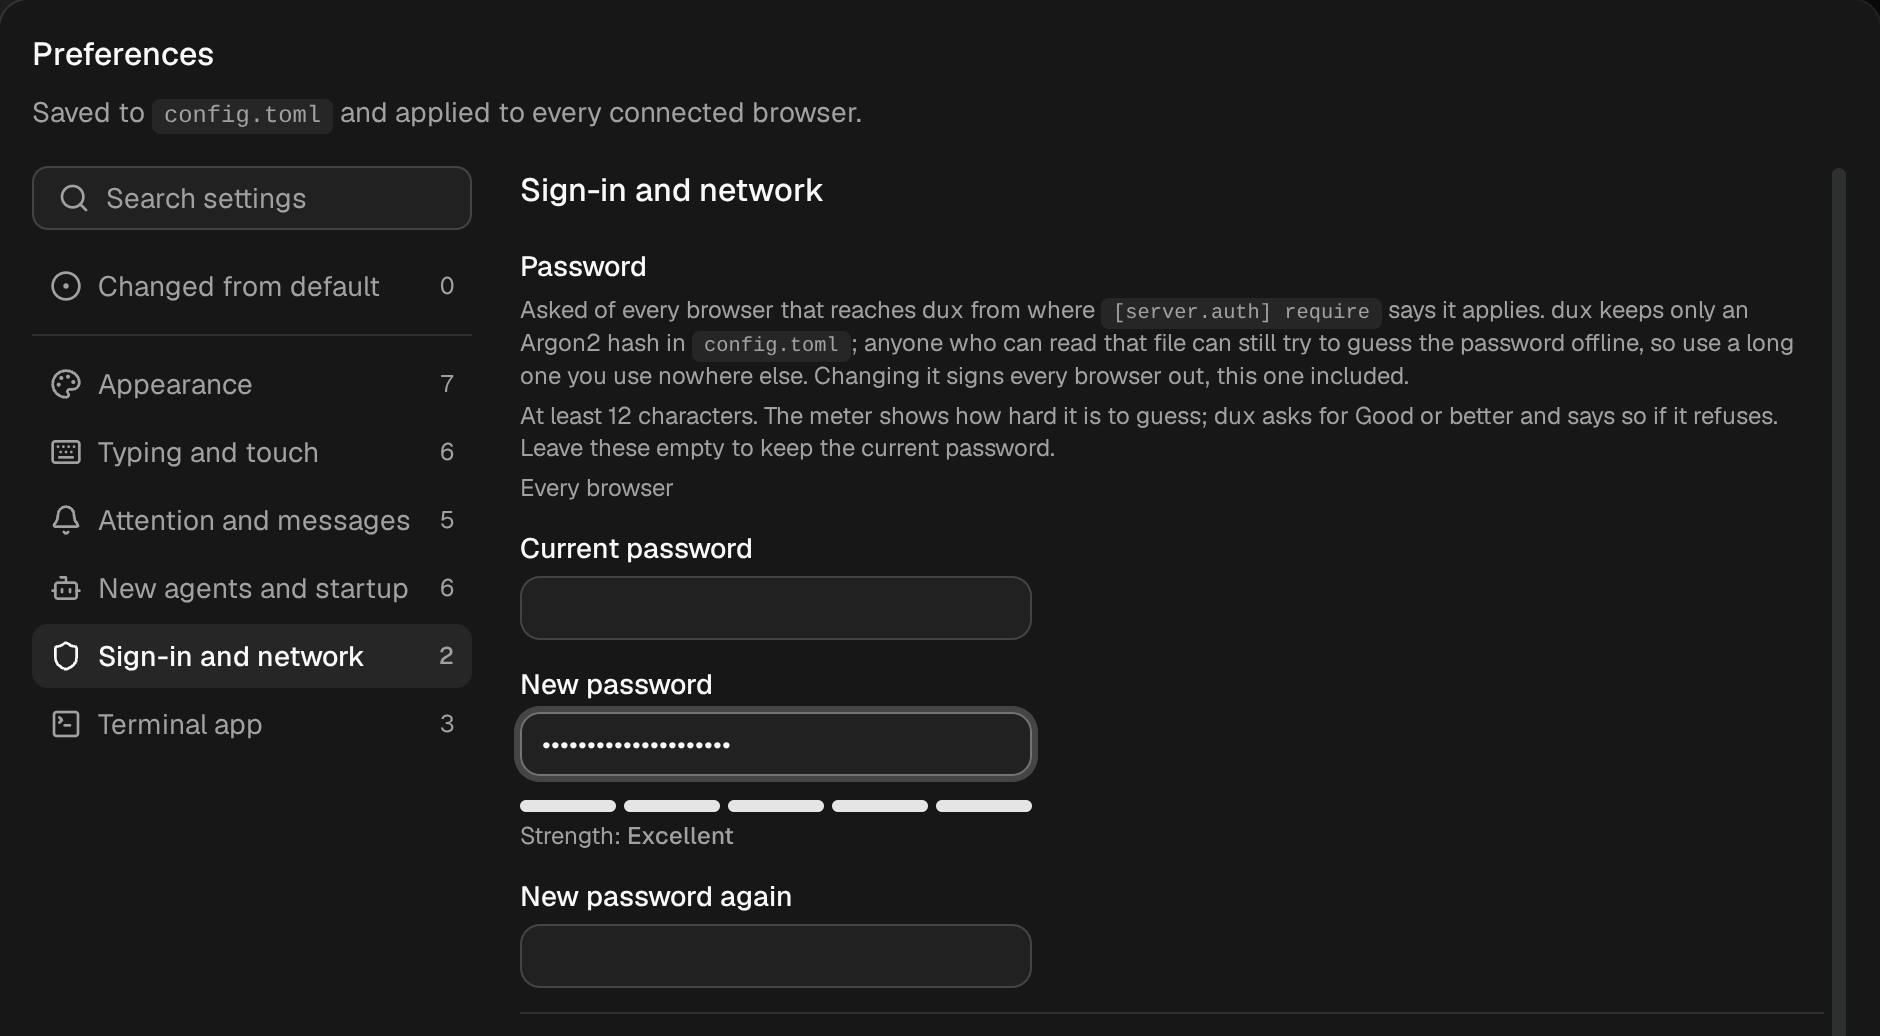 Preferences
Saved to config.toml and applied to every connected browser.
Search settings
Changed from default 0
Appearance 7
Typing and touch 6
Attention and messages 5
New agents and startup 6
Sign-in and network 2
Terminal app 3
Sign-in and network
Password
Asked of every browser that reaches dux from where [server.auth] require says it applies. dux keeps only an
Argon2 hash in config.toml; anyone who can read that file can still try to guess the password offline, so use a long
one you use nowhere else. Changing it signs every browser out, this one included.
At least 12 characters. The meter shows how hard it is to guess; dux asks for Good or better and says so if it refuses.
Leave these empty to keep the current password.
Every browser
Current password
New password
•••••••••••••••••••••
Strength: Excellent
New password again